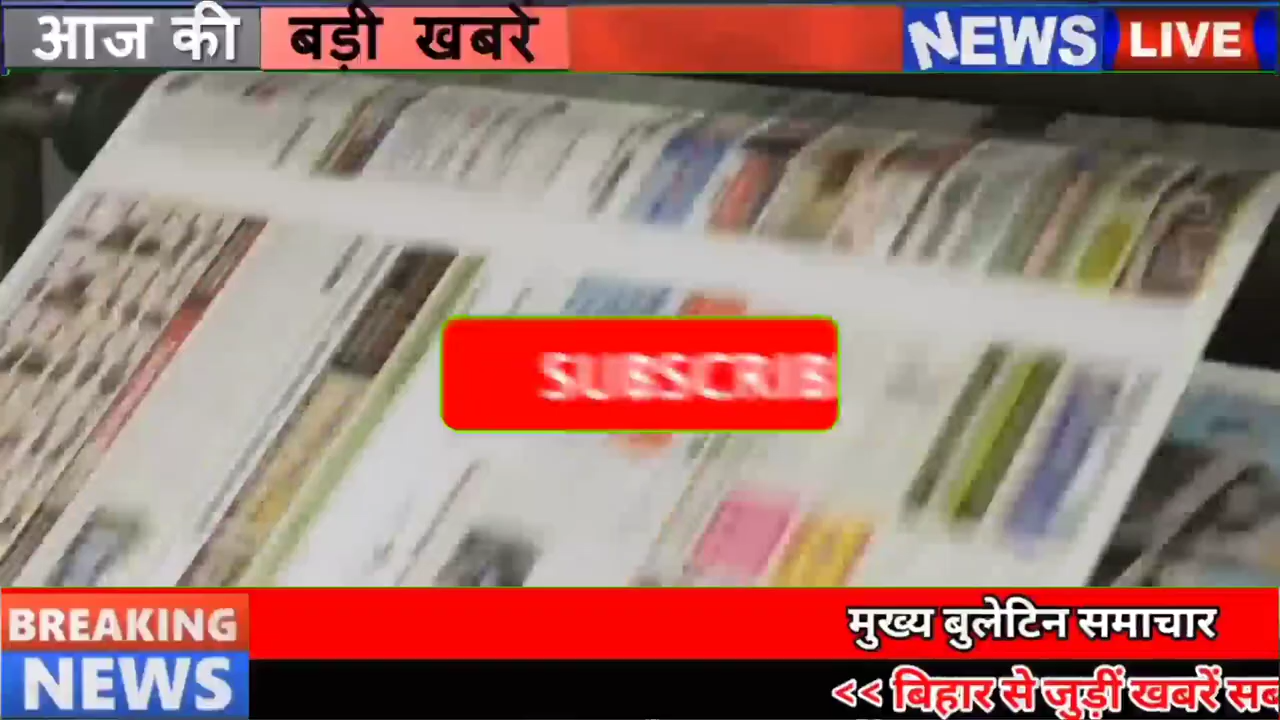 आज की बड़ी खबरे
NEWS LIVE
SUBSCRIB
BREAKING
NEWS
मुख्य बुलेटिन समाचार
<< बिहार से जुड़ीं खबरें सब